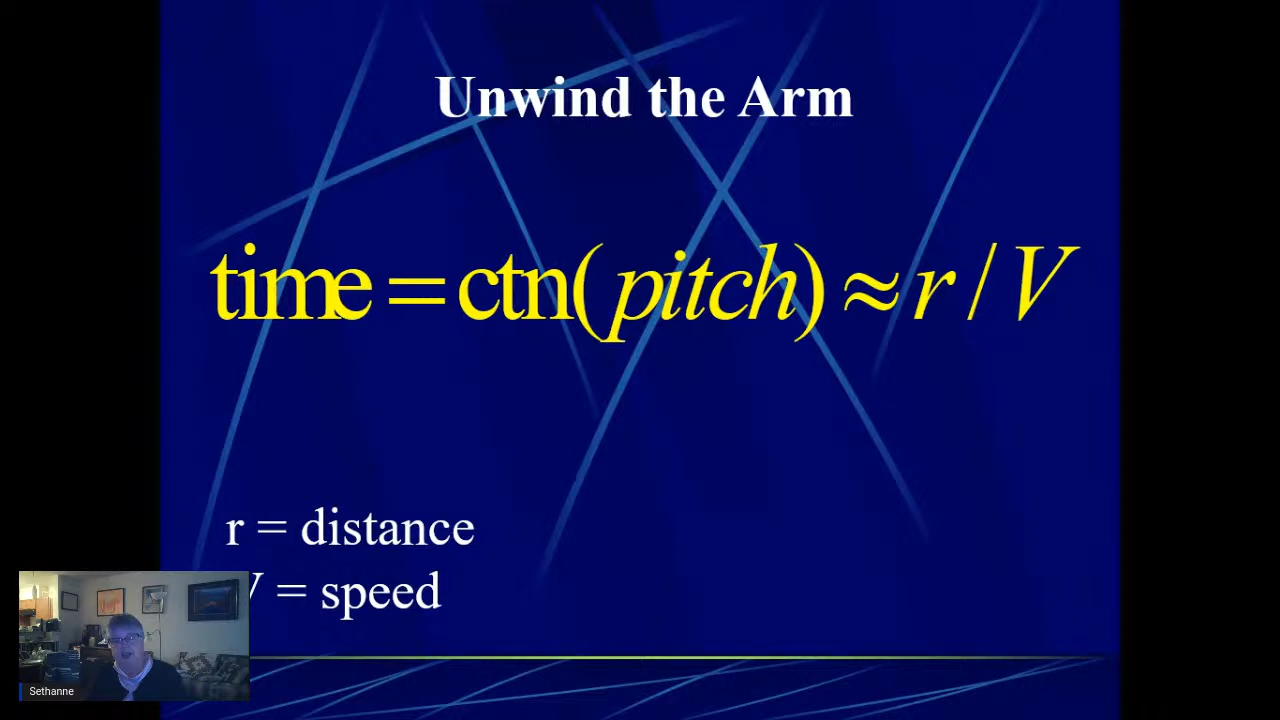 Unwind the Arm
time = ctn(pitch) ≈ r / V
r = distance
V = speed
Sethanne